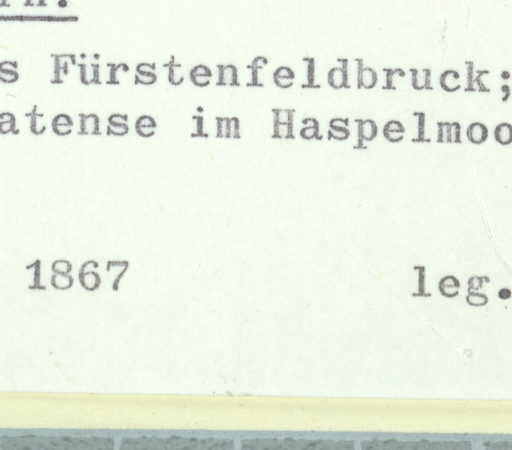 s Fürstenfeldbruck;
atense im Haspelmoo
1867 leg.